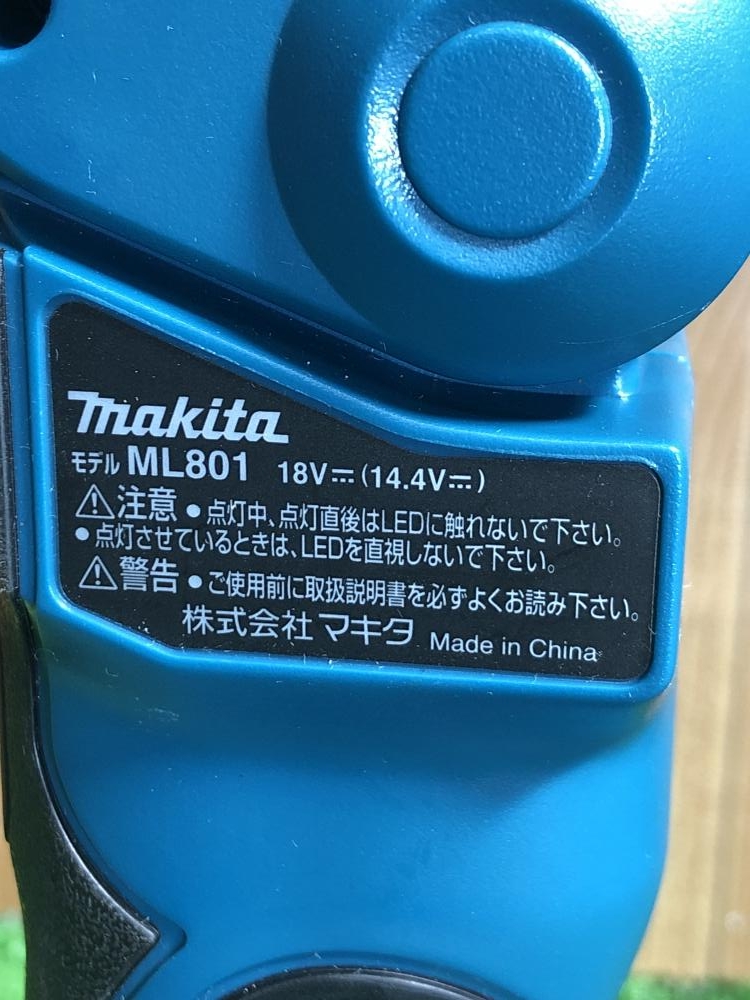 makita
モデル ML801 18V⎓(14.4V⎓)
⚠注意 ●点灯中、点灯直後はLEDに触れないで下さい。
●点灯させているときは、LEDを直視しないで下さい。
⚠警告 ●ご使用前に取扱説明書を必ずよくお読み下さい。
株式会社 マキタ Made in China